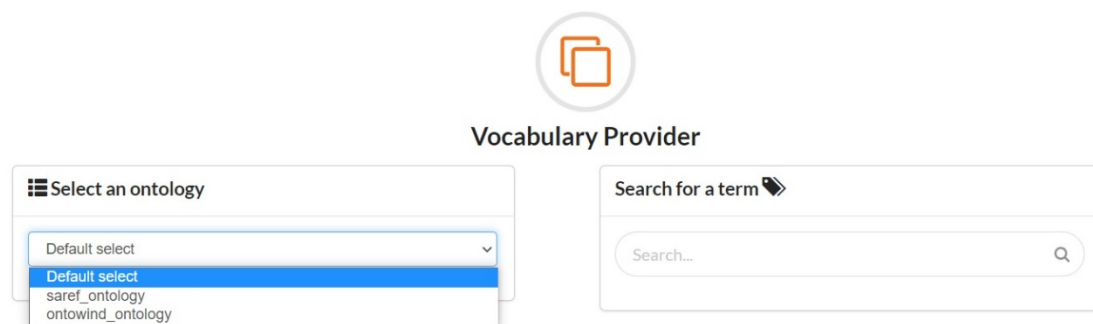 Vocabulary Provider
Select an ontology
Default select
Default select
saref_ontology
ontowind_ontology
Search for a term
Search...